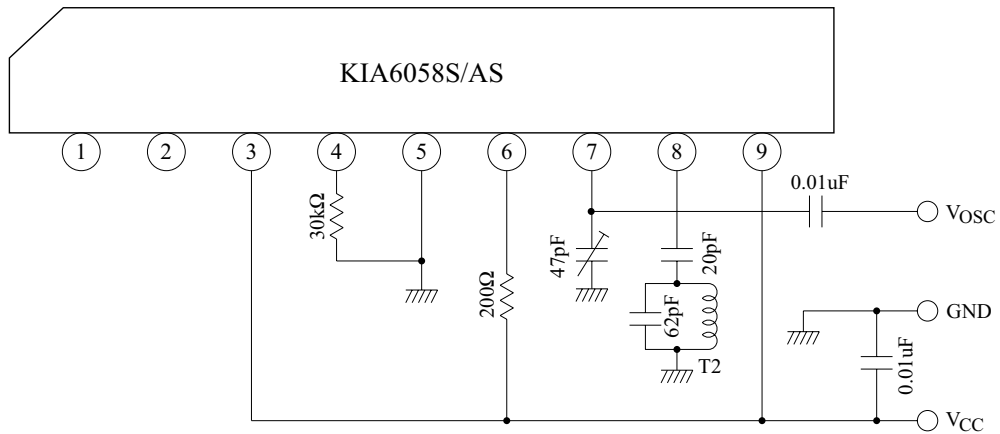 KIA6058S/AS
1 2 3 4 5 6 7 8 9
0.01uF
30kΩ
VOSC
47pF
20pF
200Ω
62pF
GND
T2
0.01uF
VCC